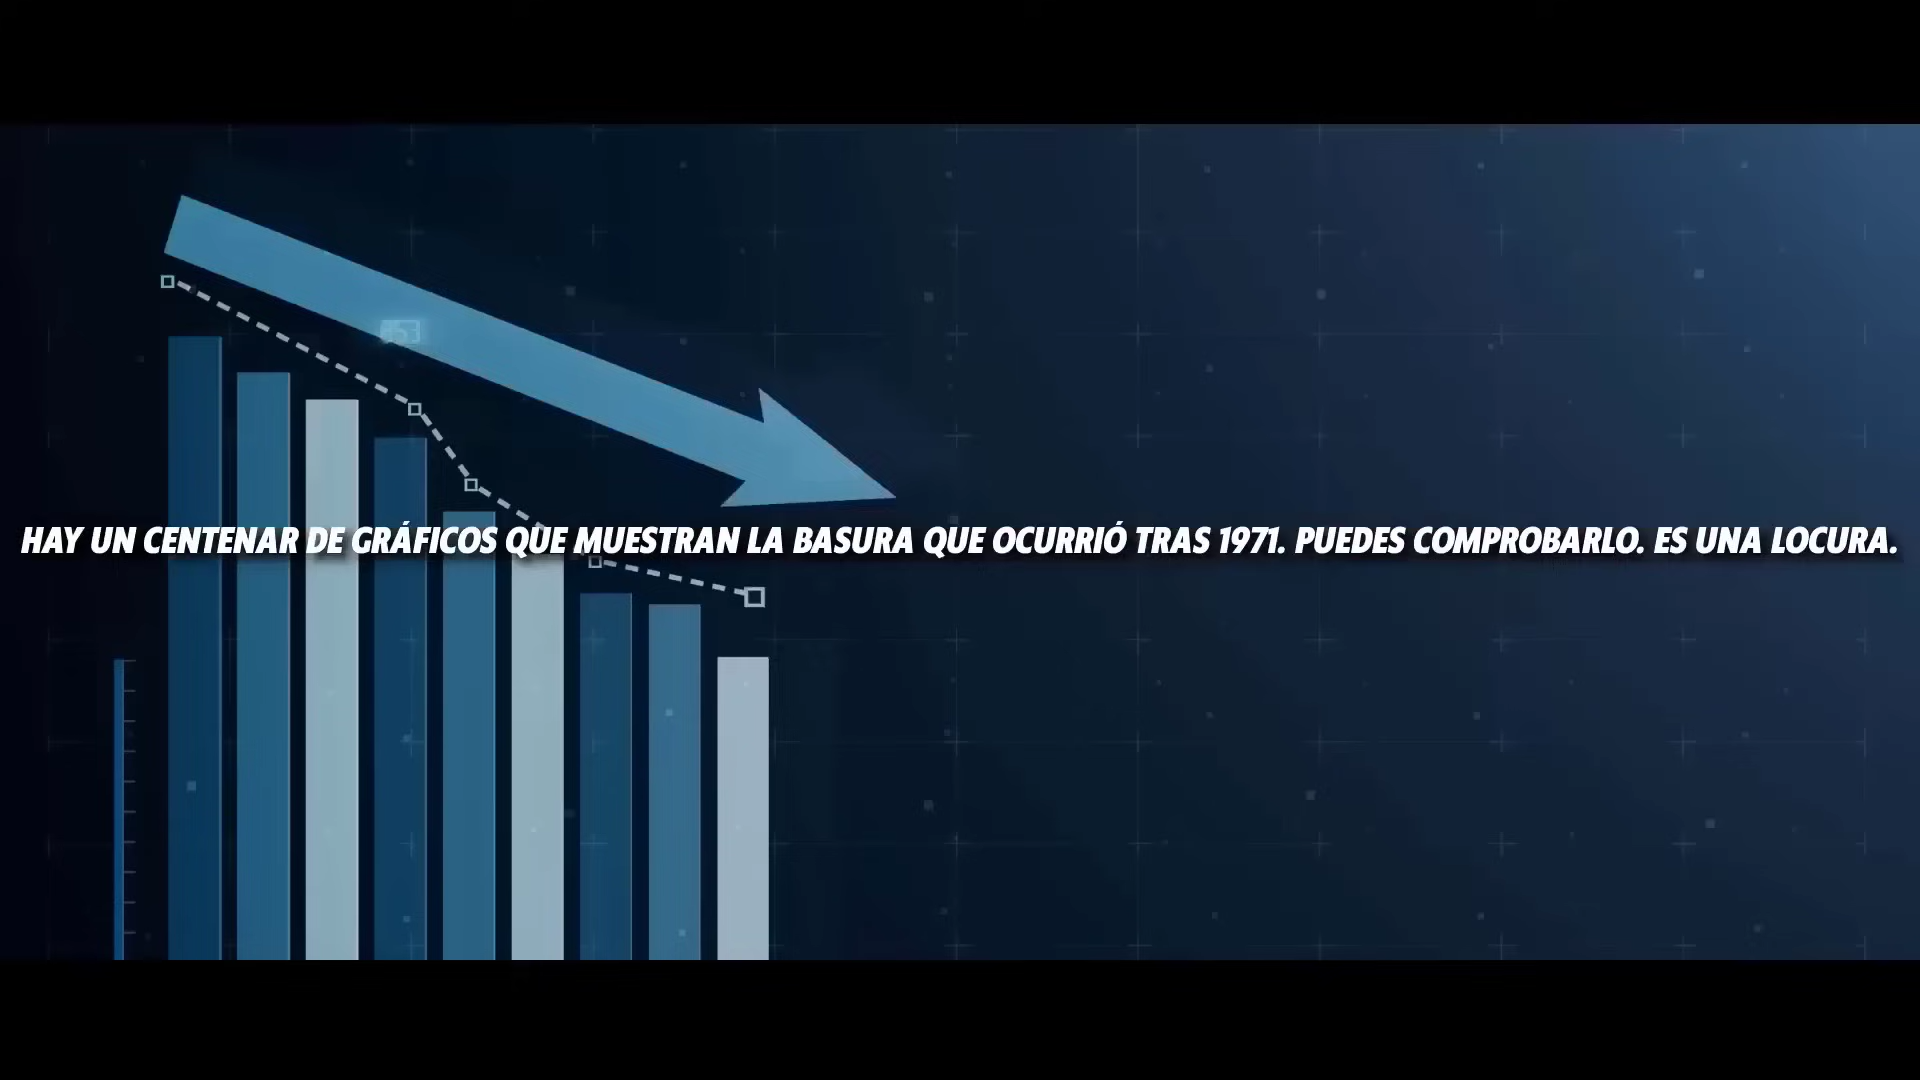 HAY UN CENTENAR DE GRÁFICOS QUE MUESTRAN LA BASURA QUE OCURRIÓ TRAS 1971. PUEDES COMPROBARLO. ES UNA LOCURA.